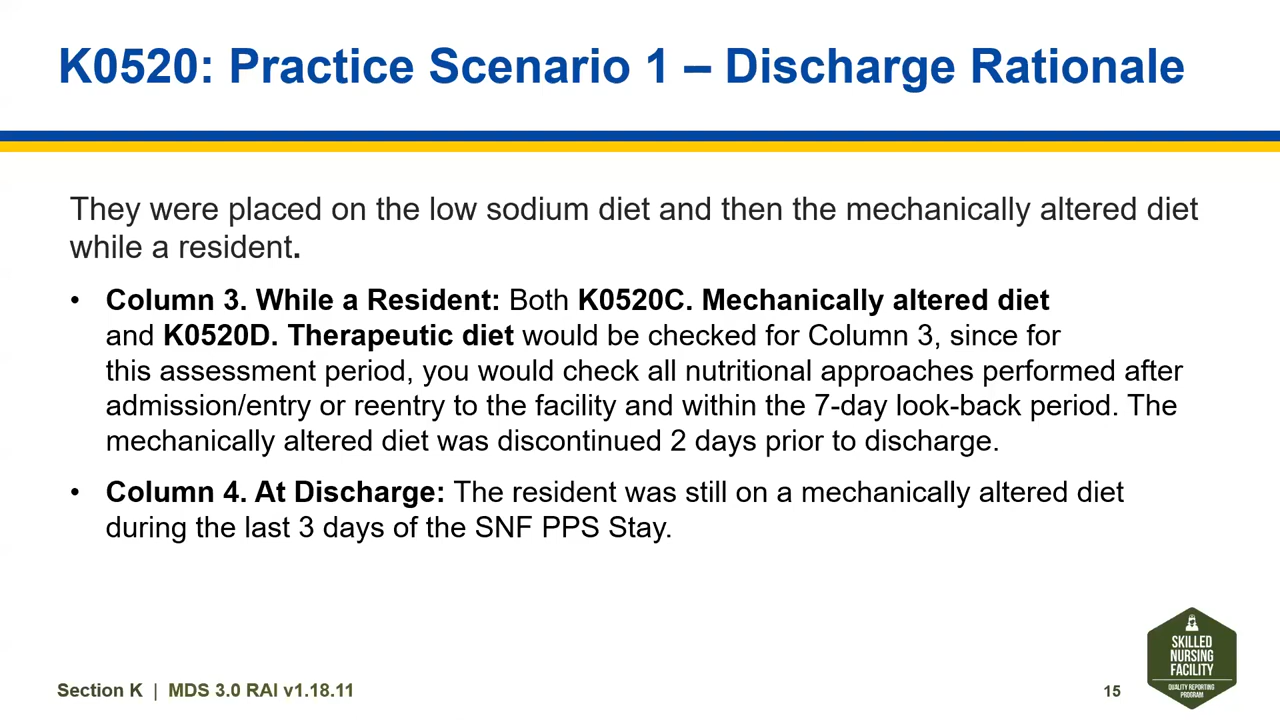 K0520: Practice Scenario 1 – Discharge Rationale
They were placed on the low sodium diet and then the mechanically altered diet
while a resident.
• Column 3. While a Resident: Both K0520C. Mechanically altered diet
and K0520D. Therapeutic diet would be checked for Column 3, since for
this assessment period, you would check all nutritional approaches performed after
admission/entry or reentry to the facility and within the 7-day look-back period. The
mechanically altered diet was discontinued 2 days prior to discharge.
• Column 4. At Discharge: The resident was still on a mechanically altered diet
during the last 3 days of the SNF PPS Stay.
SKILLED
NURSING
FACILITY
QUALITY REPORTING
PROGRAM
Section K | MDS 3.0 RAI v1.18.11
15